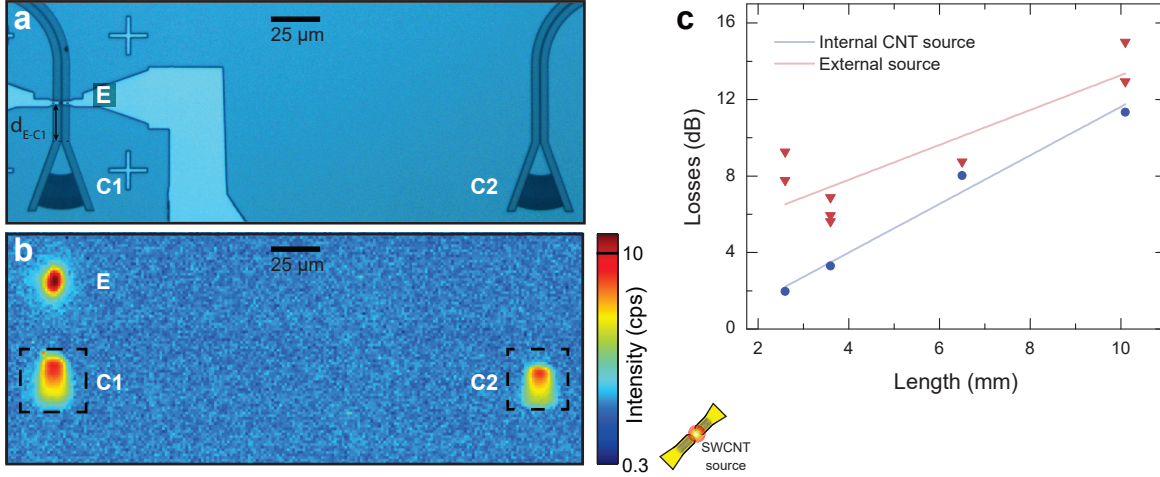 a
25 µm
E
d_E-C1
C1
C2
b
25 µm
E
C1
C2
10
Intensity (cps)
0.3
SWCNT
source
c
16
12
8
4
0
Losses (dB)
Internal CNT source
External source
2
4
6
8
10
Length (mm)